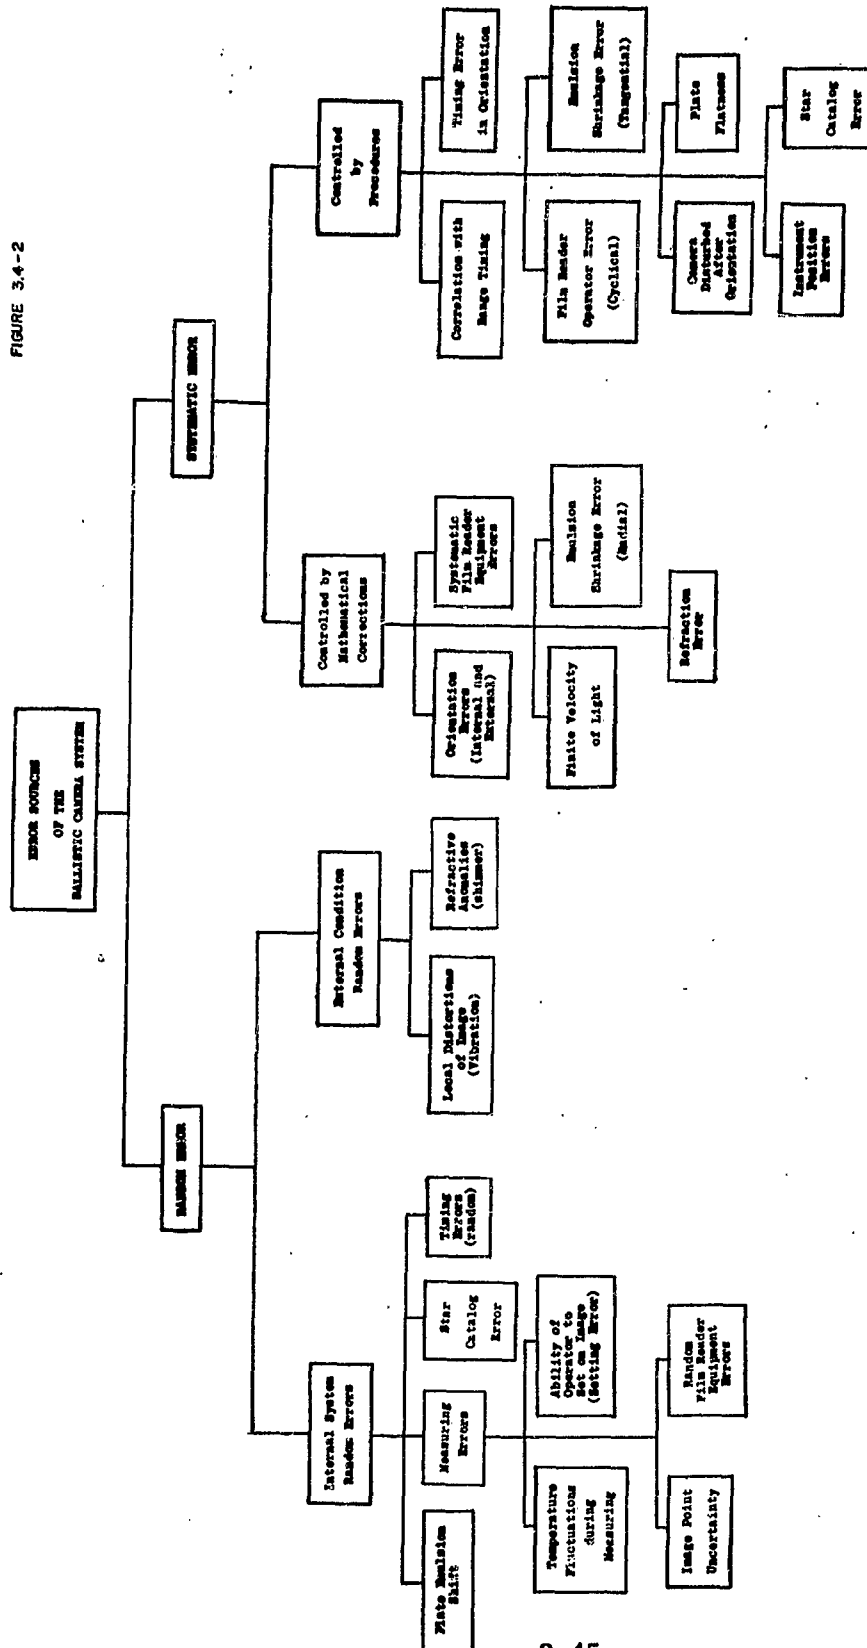 FIGURE 3.4-2
ERROR SOURCES
OF THE
BALLISTIC CAMERA SYSTEM
RANDOM ERROR
SYSTEMATIC ERROR
Internal System
Random Errors
External Condition
Random Errors
Controlled by
Mathematical
Corrections
Controlled
by
Procedures
Plate Emulsion
Shift
Measuring
Errors
Star
Catalog
Error
Timing
Errors
(random)
Temperature
Fluctuations
during
Measuring
Ability of
Operator to
Set on Image
(Setting Error)
Image Point
Uncertainty
Random
Film Reader
Equipment
Errors
Local Distortions
of Image
(Vibration)
Refractive
Anomalies
(shimmer)
Orientation
Errors
(Internal and
External)
Systematic
Film Reader
Equipment
Errors
Finite Velocity
of Light
Emulsion
Shrinkage Error
(Radial)
Refraction
Error
Correlation with
Range Timing
Timing Error
in Orientation
Film Reader
Operator Error
(Cyclical)
Emulsion
Shrinkage Error
(Tangential)
Camera
Disturbed
After
Orientation
Plate
Flatness
Instrument
Position
Errors
Star
Catalog
Error